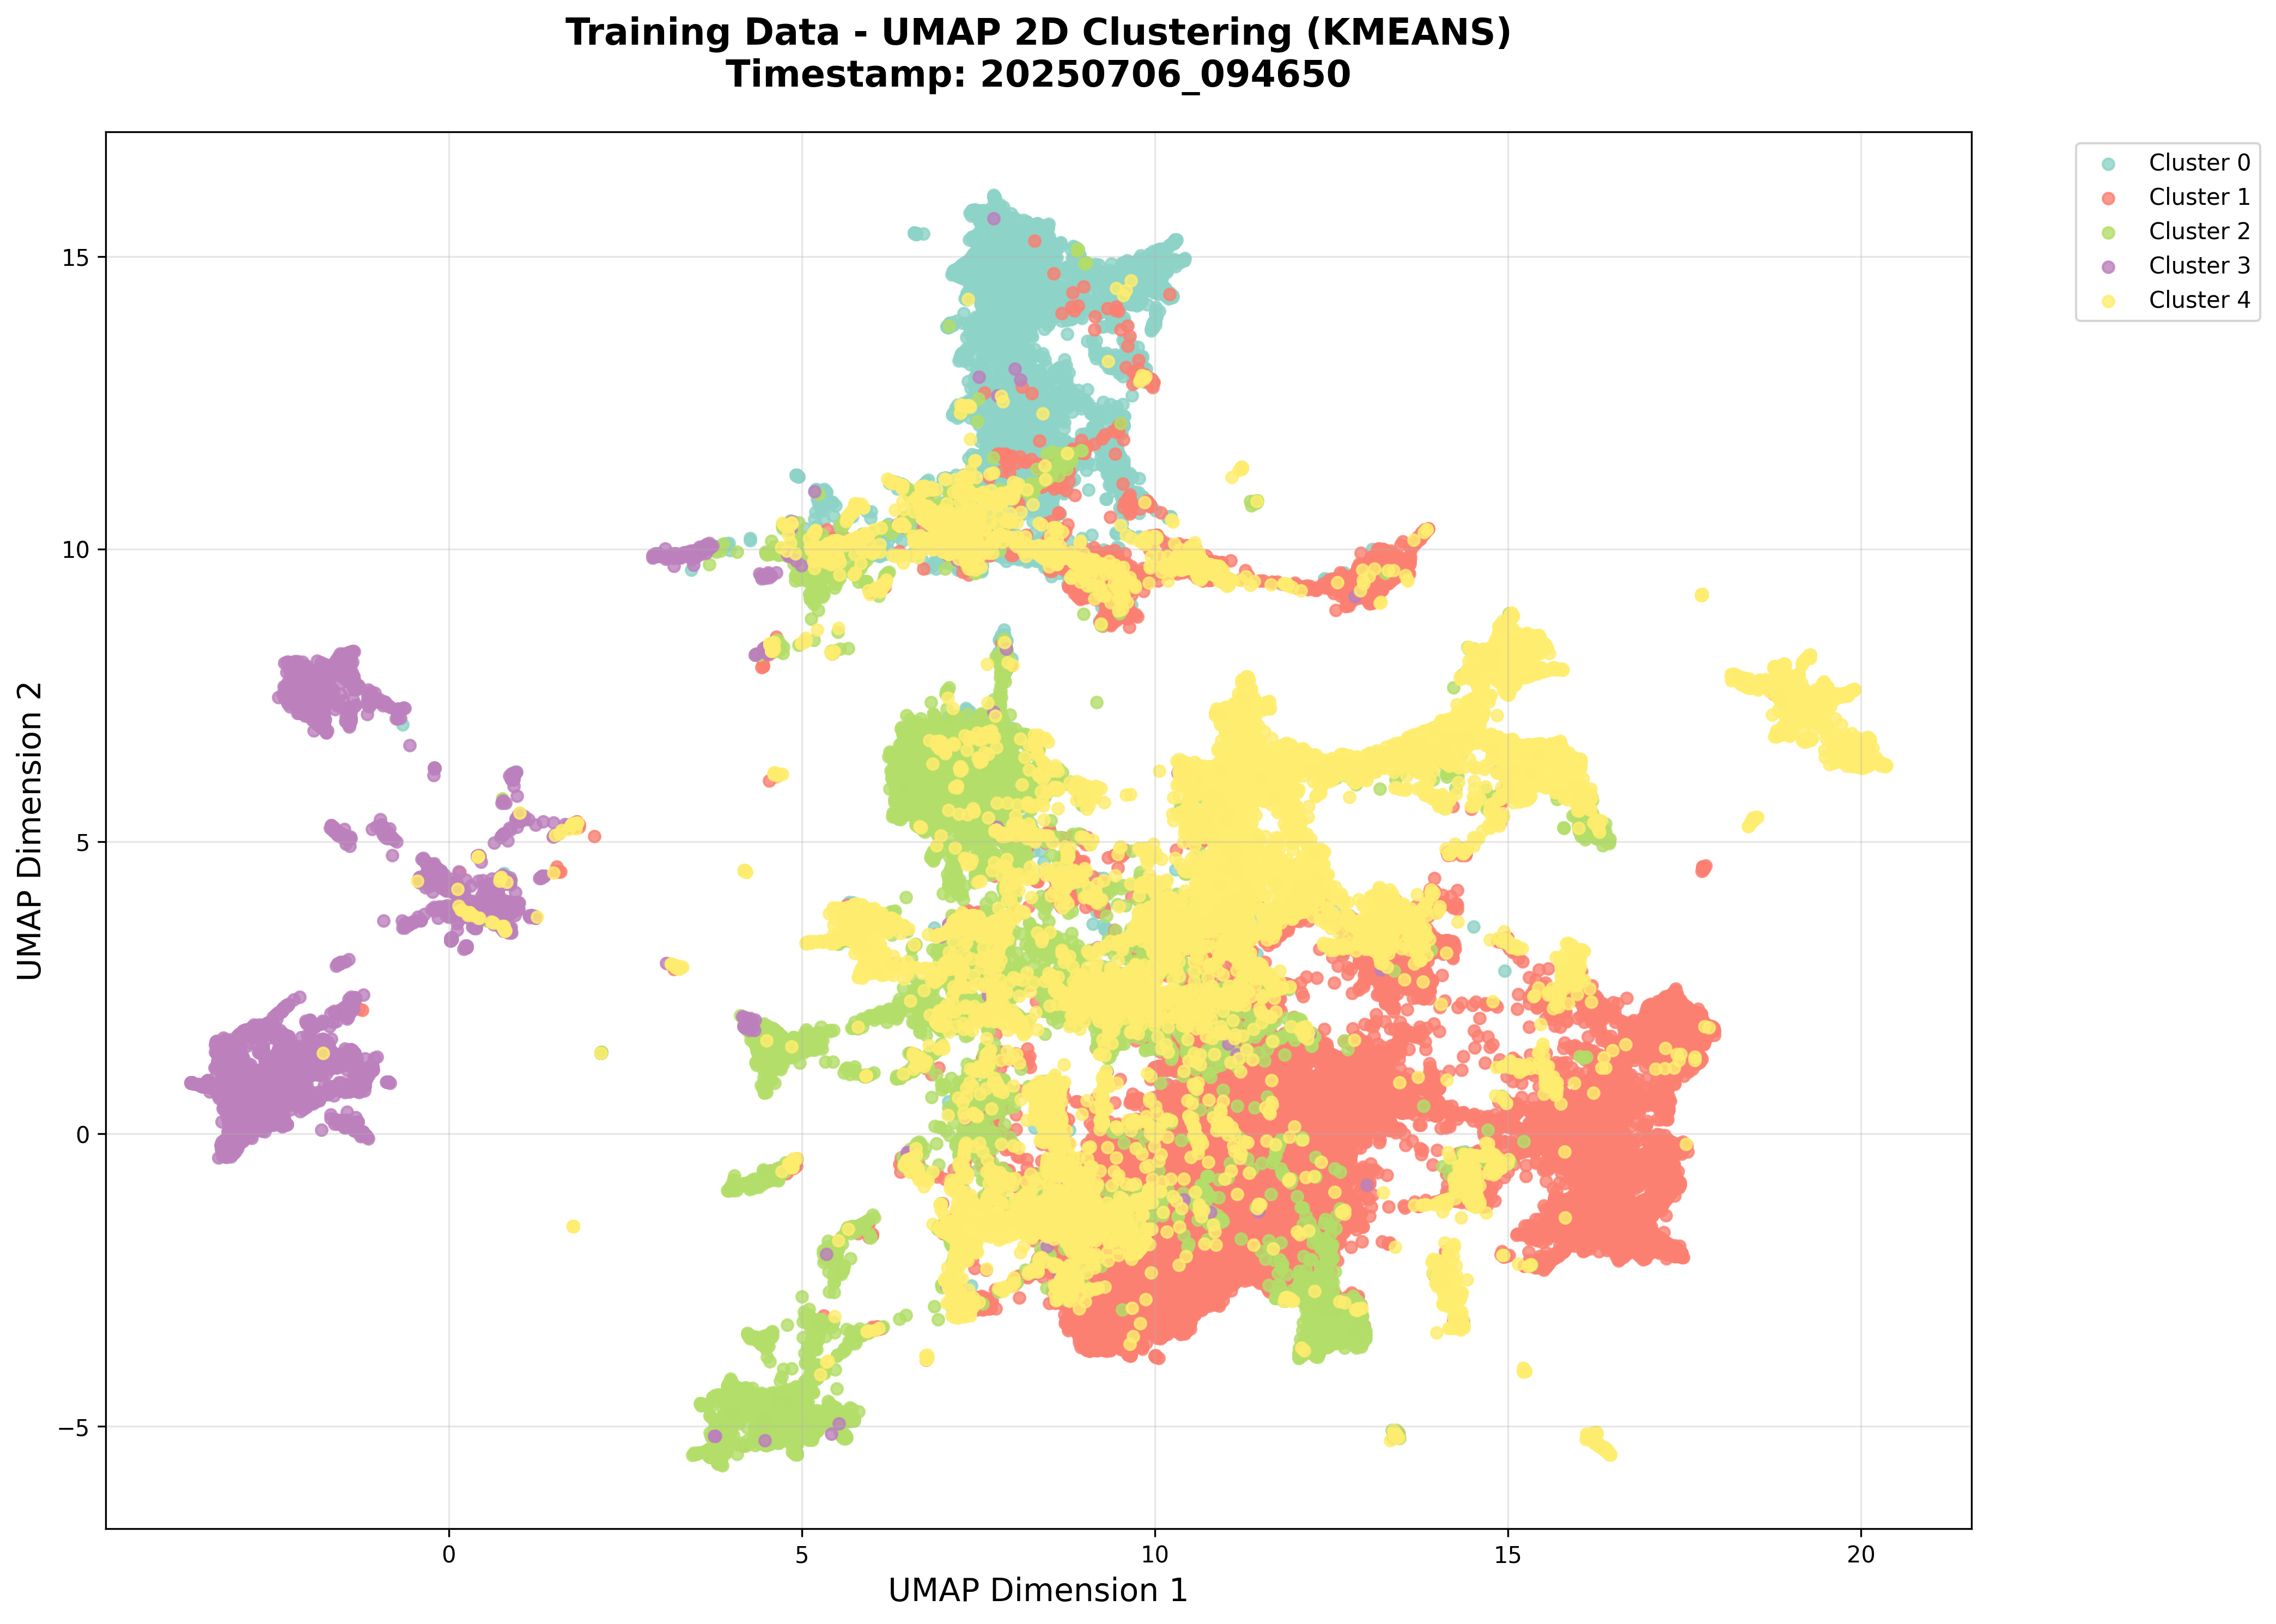 Training Data - UMAP 2D Clustering (KMEANS)
Timestamp: 20250706_094650
Cluster 0
Cluster 1
Cluster 2
Cluster 3
Cluster 4
15
10
5
0
−5
UMAP Dimension 2
0
5
10
15
20
UMAP Dimension 1